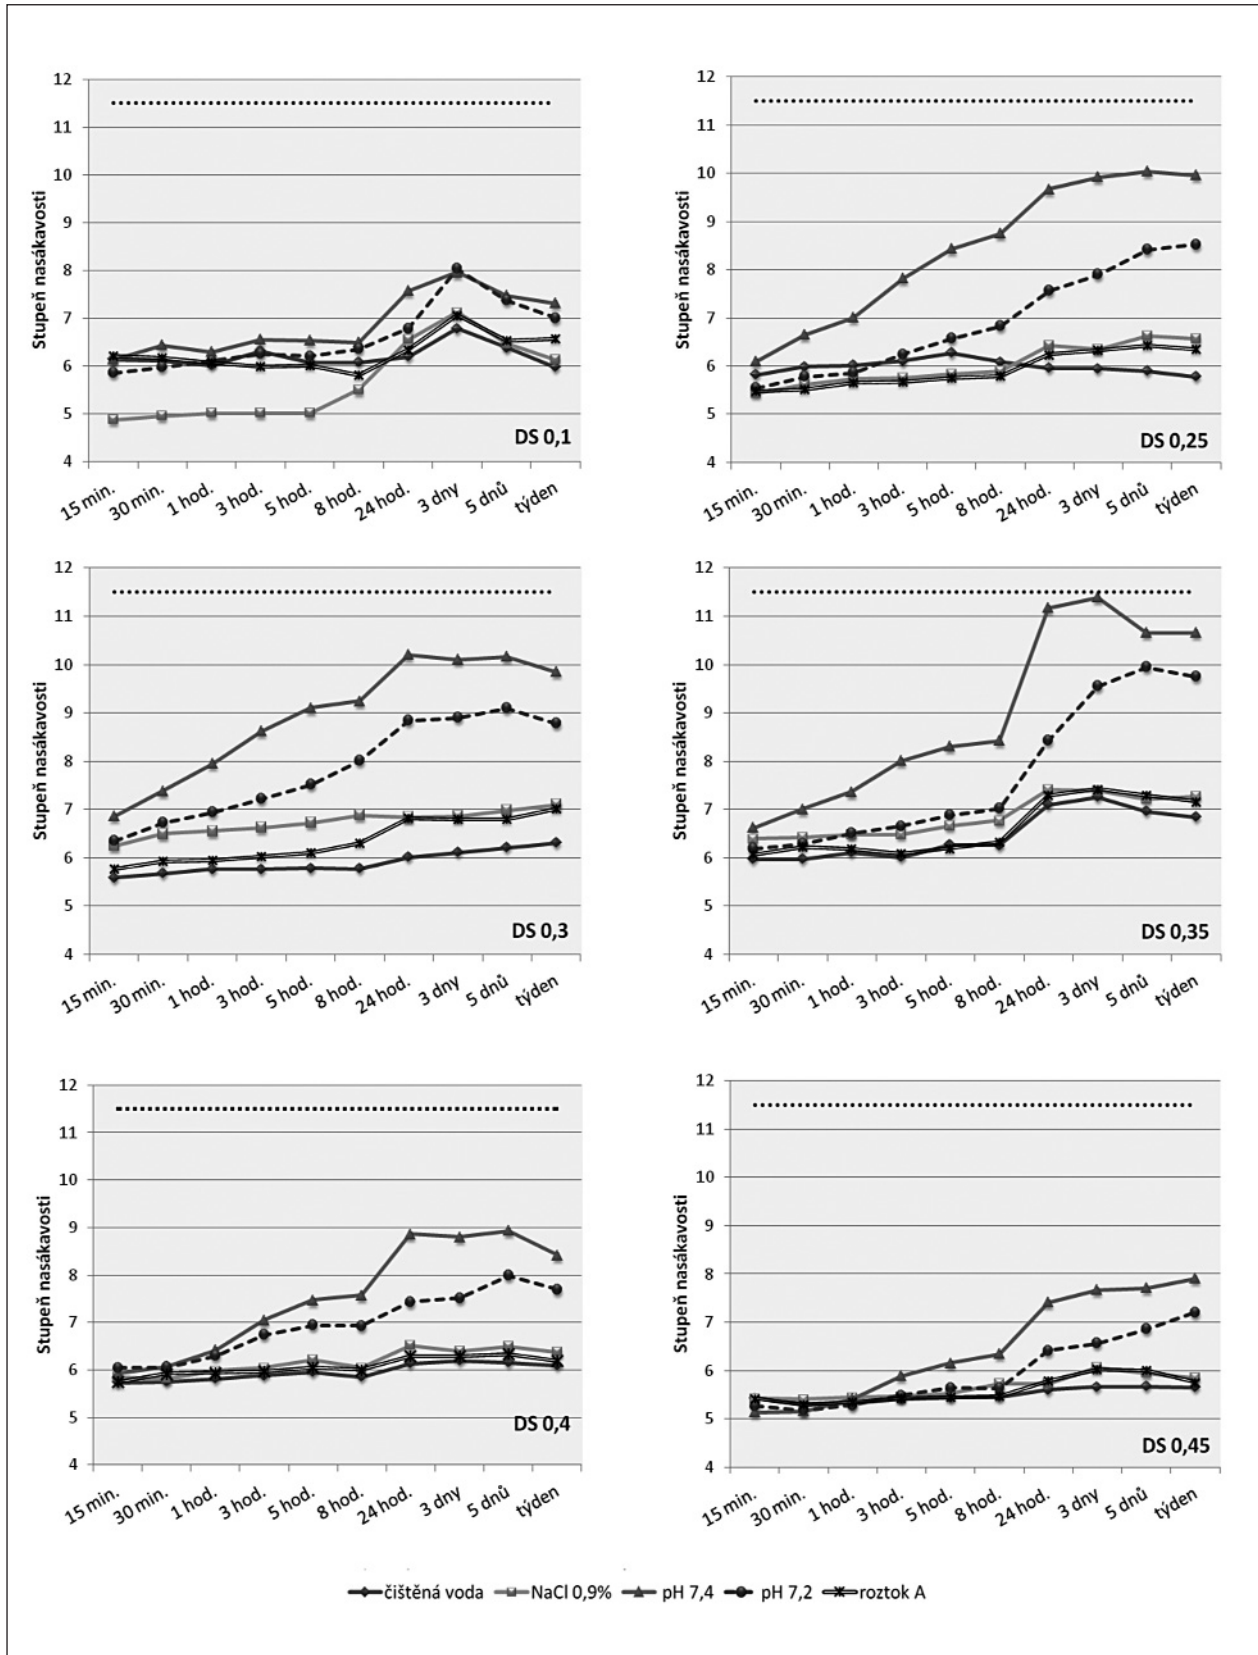 Stupeň nasákavosti
12
11
10
9
8
7
6
5
4
15 min.
30 min.
1 hod.
3 hod.
5 hod.
8 hod.
24 hod.
3 dny
5 dnů
týden
DS 0,1
Stupeň nasákavosti
12
11
10
9
8
7
6
5
4
15 min.
30 min.
1 hod.
3 hod.
5 hod.
8 hod.
24 hod.
3 dny
5 dnů
týden
DS 0,25
Stupeň nasákavosti
12
11
10
9
8
7
6
5
4
15 min.
30 min.
1 hod.
3 hod.
5 hod.
8 hod.
24 hod.
3 dny
5 dnů
týden
DS 0,3
Stupeň nasákavosti
12
11
10
9
8
7
6
5
4
15 min.
30 min.
1 hod.
3 hod.
5 hod.
8 hod.
24 hod.
3 dny
5 dnů
týden
DS 0,35
Stupeň nasákavosti
12
11
10
9
8
7
6
5
4
15 min.
30 min.
1 hod.
3 hod.
5 hod.
8 hod.
24 hod.
3 dny
5 dnů
týden
DS 0,4
Stupeň nasákavosti
12
11
10
9
8
7
6
5
4
15 min.
30 min.
1 hod.
3 hod.
5 hod.
8 hod.
24 hod.
3 dny
5 dnů
týden
DS 0,45
čištěná voda NaCl 0,9% pH 7,4 pH 7,2 roztok A